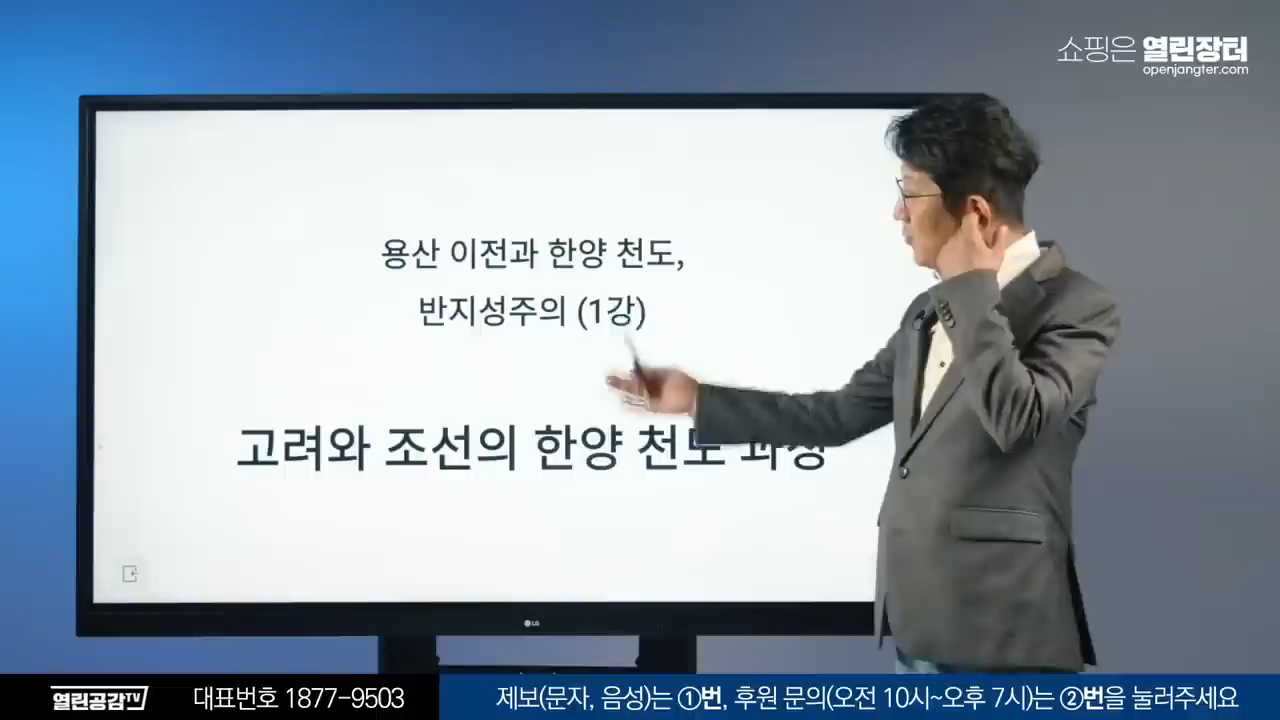 쇼핑은 열린장터
openjangter.com
용산 이전과 한양 천도,
반지성주의 (1강)
고려와 조선의 한양 천도 과정
LG
열린공감TV
대표번호 1877-9503
제보(문자, 음성)는 ①번, 후원 문의(오전 10시~오후 7시)는 ②번을 눌러주세요